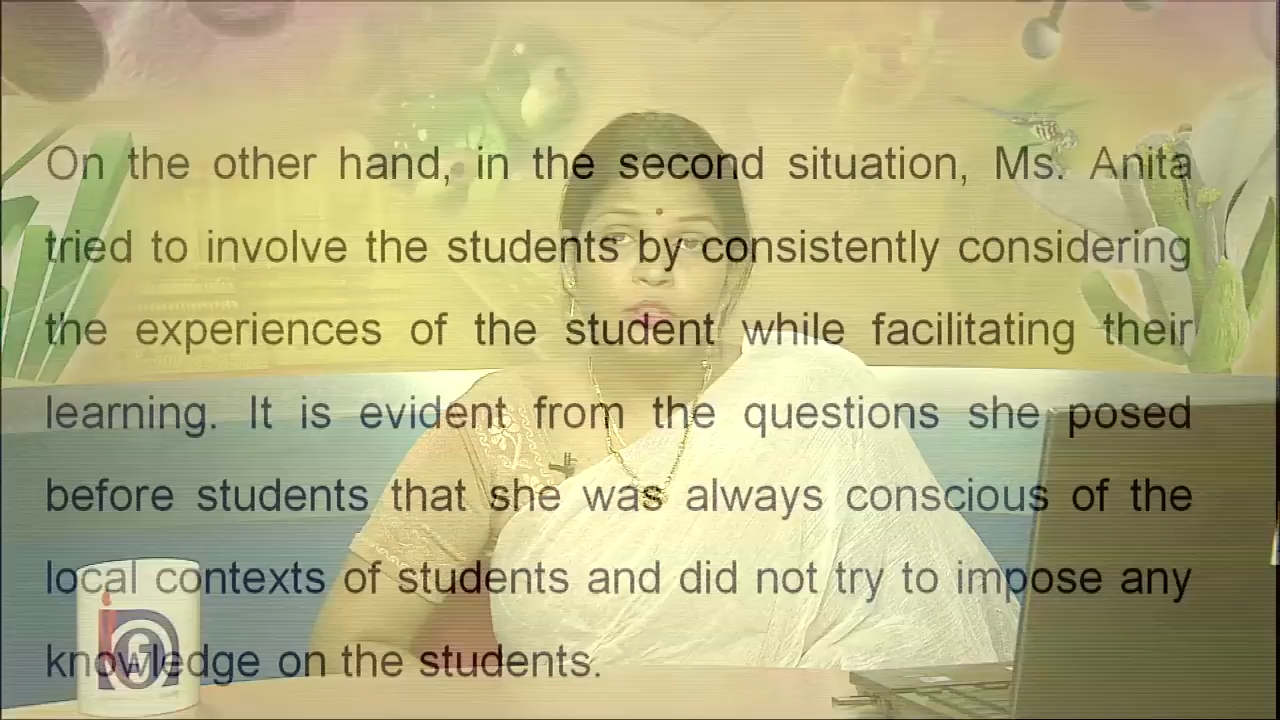 On the other hand, in the second situation, Ms. Anita
tried to involve the students by consistently considering
the experiences of the student while facilitating their
learning. It is evident from the questions she posed
before students that she was always conscious of the
local contexts of students and did not try to impose any
knowledge on the students.